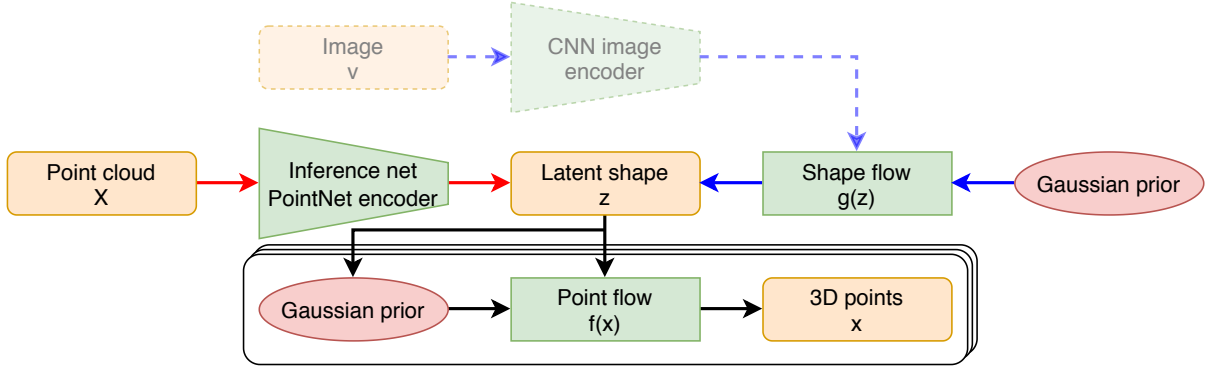 Image
v
CNN image
encoder
Point cloud
X
Inference net
PointNet encoder
Latent shape
z
Shape flow
g(z)
Gaussian prior
Gaussian prior
Point flow
f(x)
3D points
x